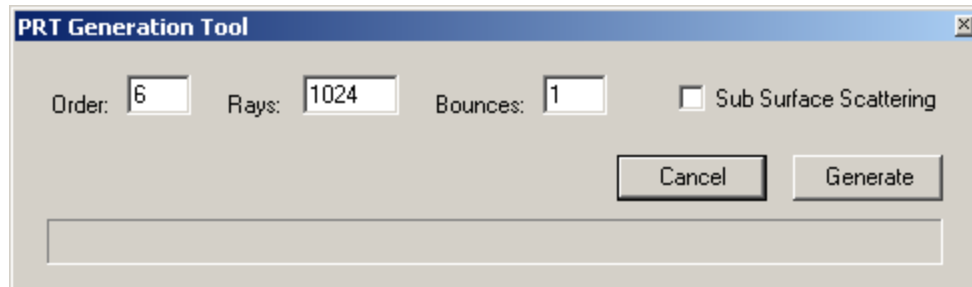 PRT Generation Tool
Order: 6 Rays: 1024 Bounces: 1 Sub Surface Scattering
Cancel Generate